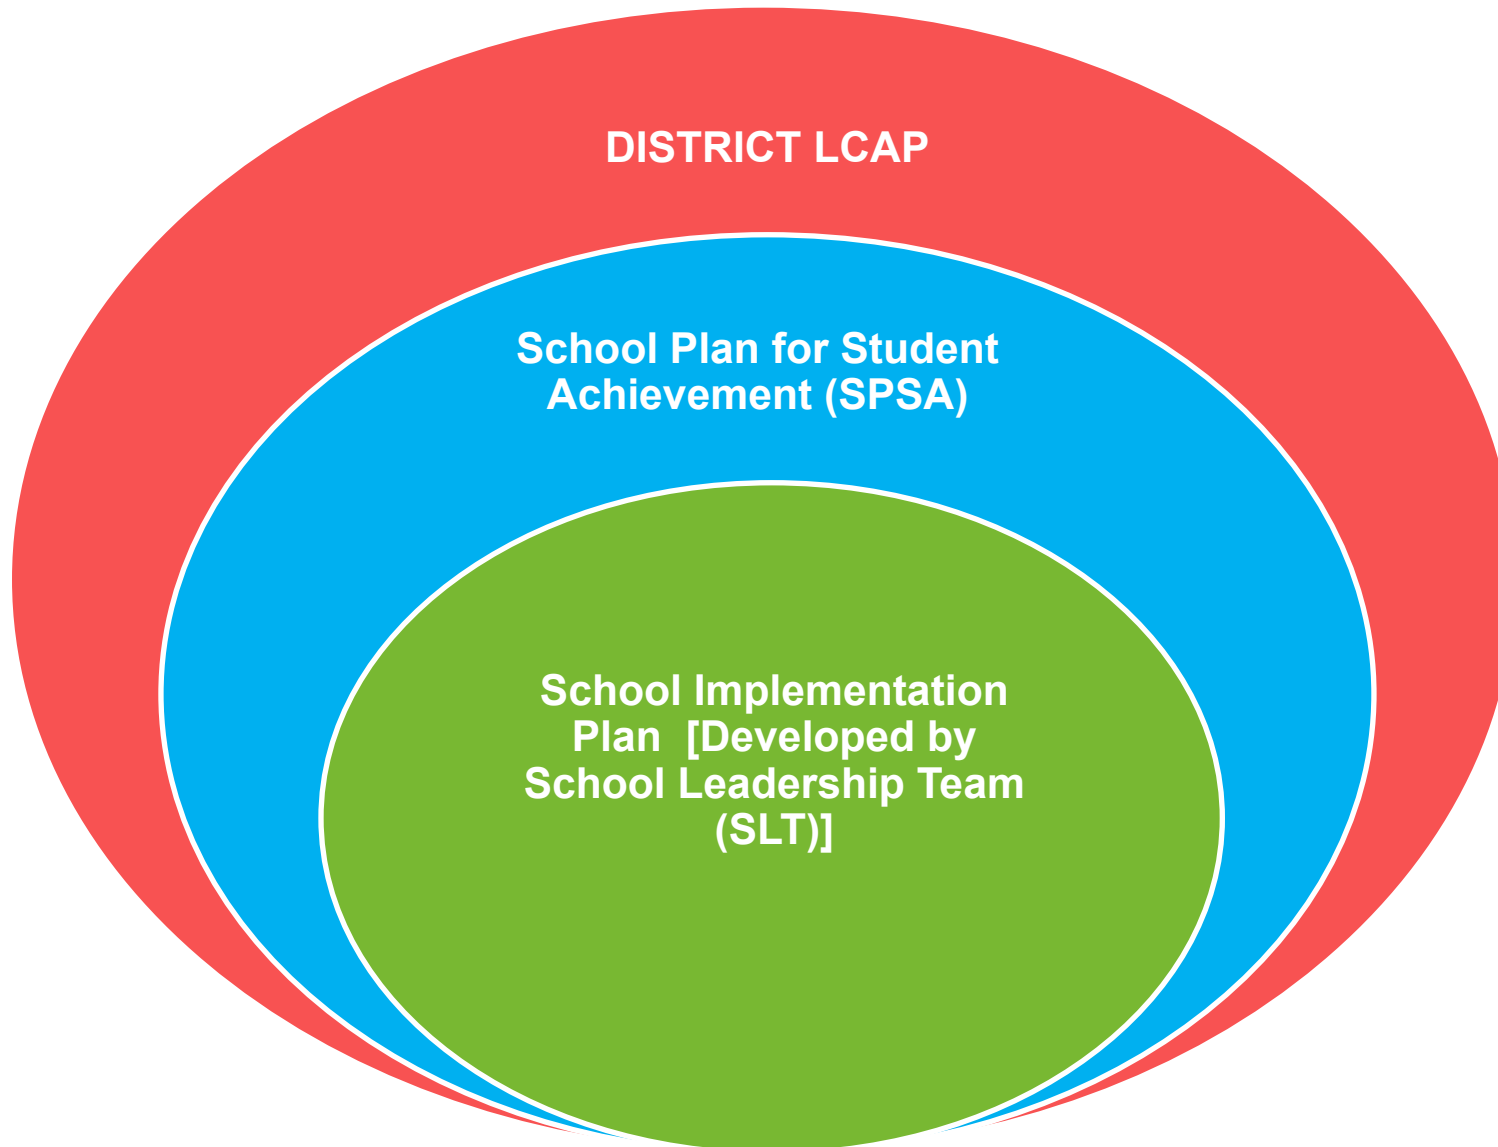 DISTRICT LCAP
School Plan for Student
Achievement (SPSA)
School Implementation
Plan  [Developed by
School Leadership Team
(SLT)]